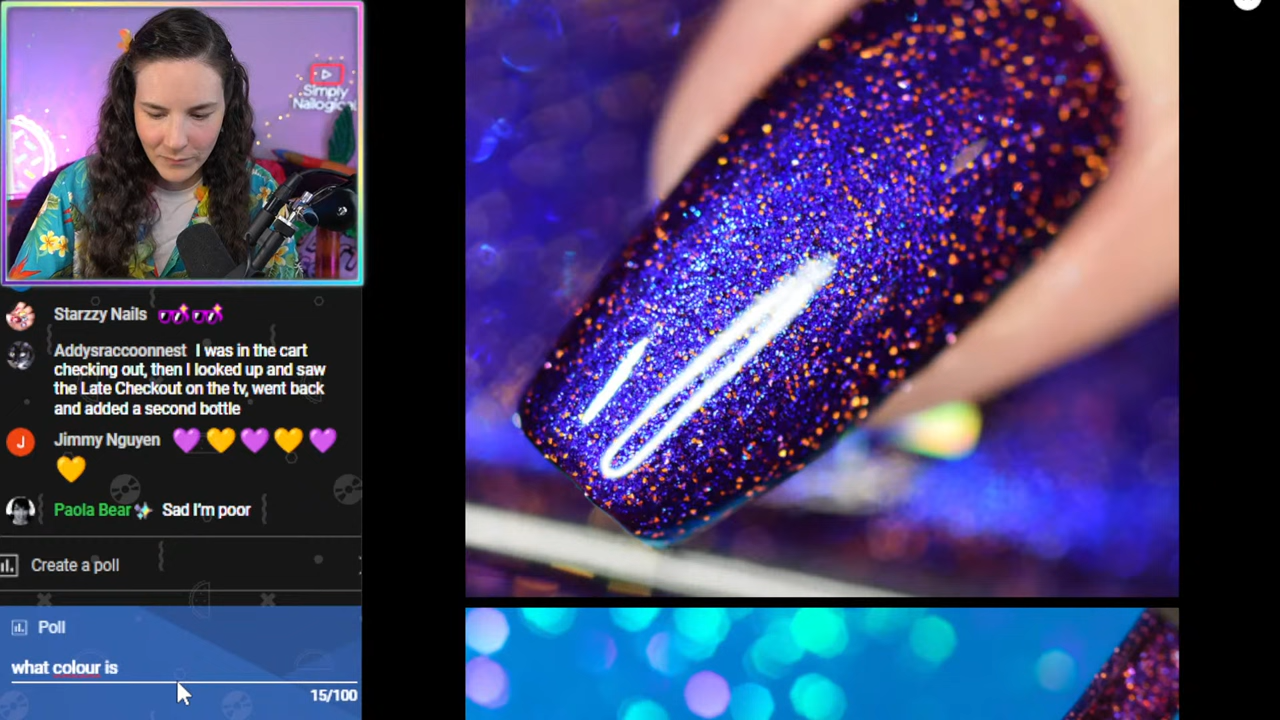 Simply
Nailogical
Starzzy Nails
Addysraccoonnest I was in the cart
checking out, then I looked up and saw
the Late Checkout on the tv, went back
and added a second bottle
J
Jimmy Nguyen
Paola Bear Sad I'm poor
Create a poll
Poll
what colour is
15/100